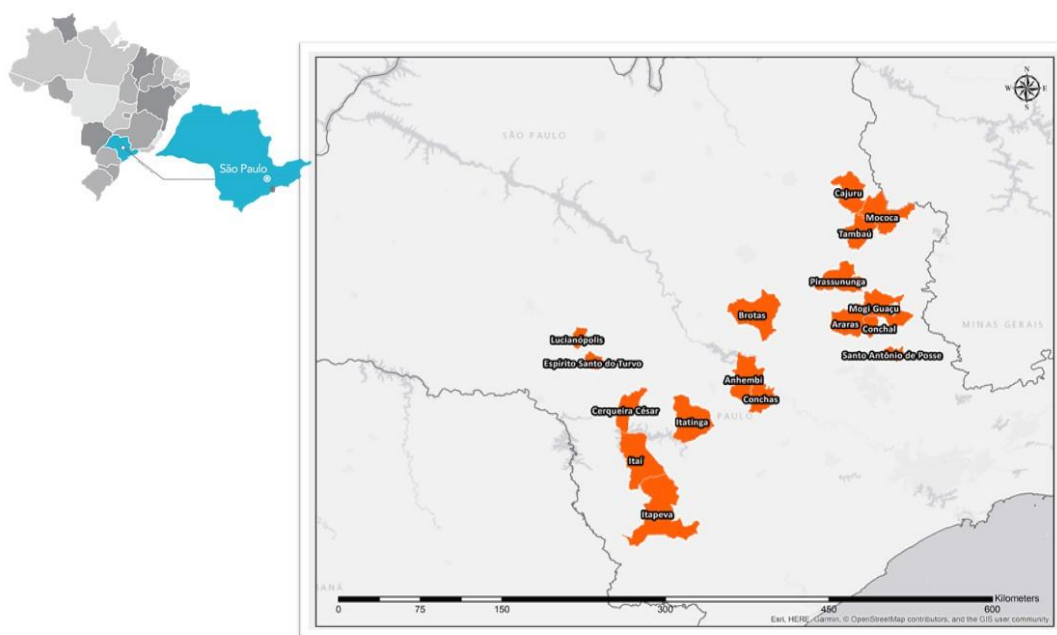 São Paulo
N
W E
S
SÃO PAULO
Cajuru
Mococa
Tambaú
Pirassununga
Mogi Guaçu
Brotas
Araras
Conchal
MINAS GERAIS
Lucianópolis
Santo Antônio de Posse
Espírito Santo do Turvo
Anhembi
Conchas
Cerqueira César
PAULO
Itatinga
Itaí
Itapeva
ANÁ
Kilometers
0 75 150 300 450 600
Esri, HERE, Garmin, © OpenStreetMap contributors, and the GIS user community